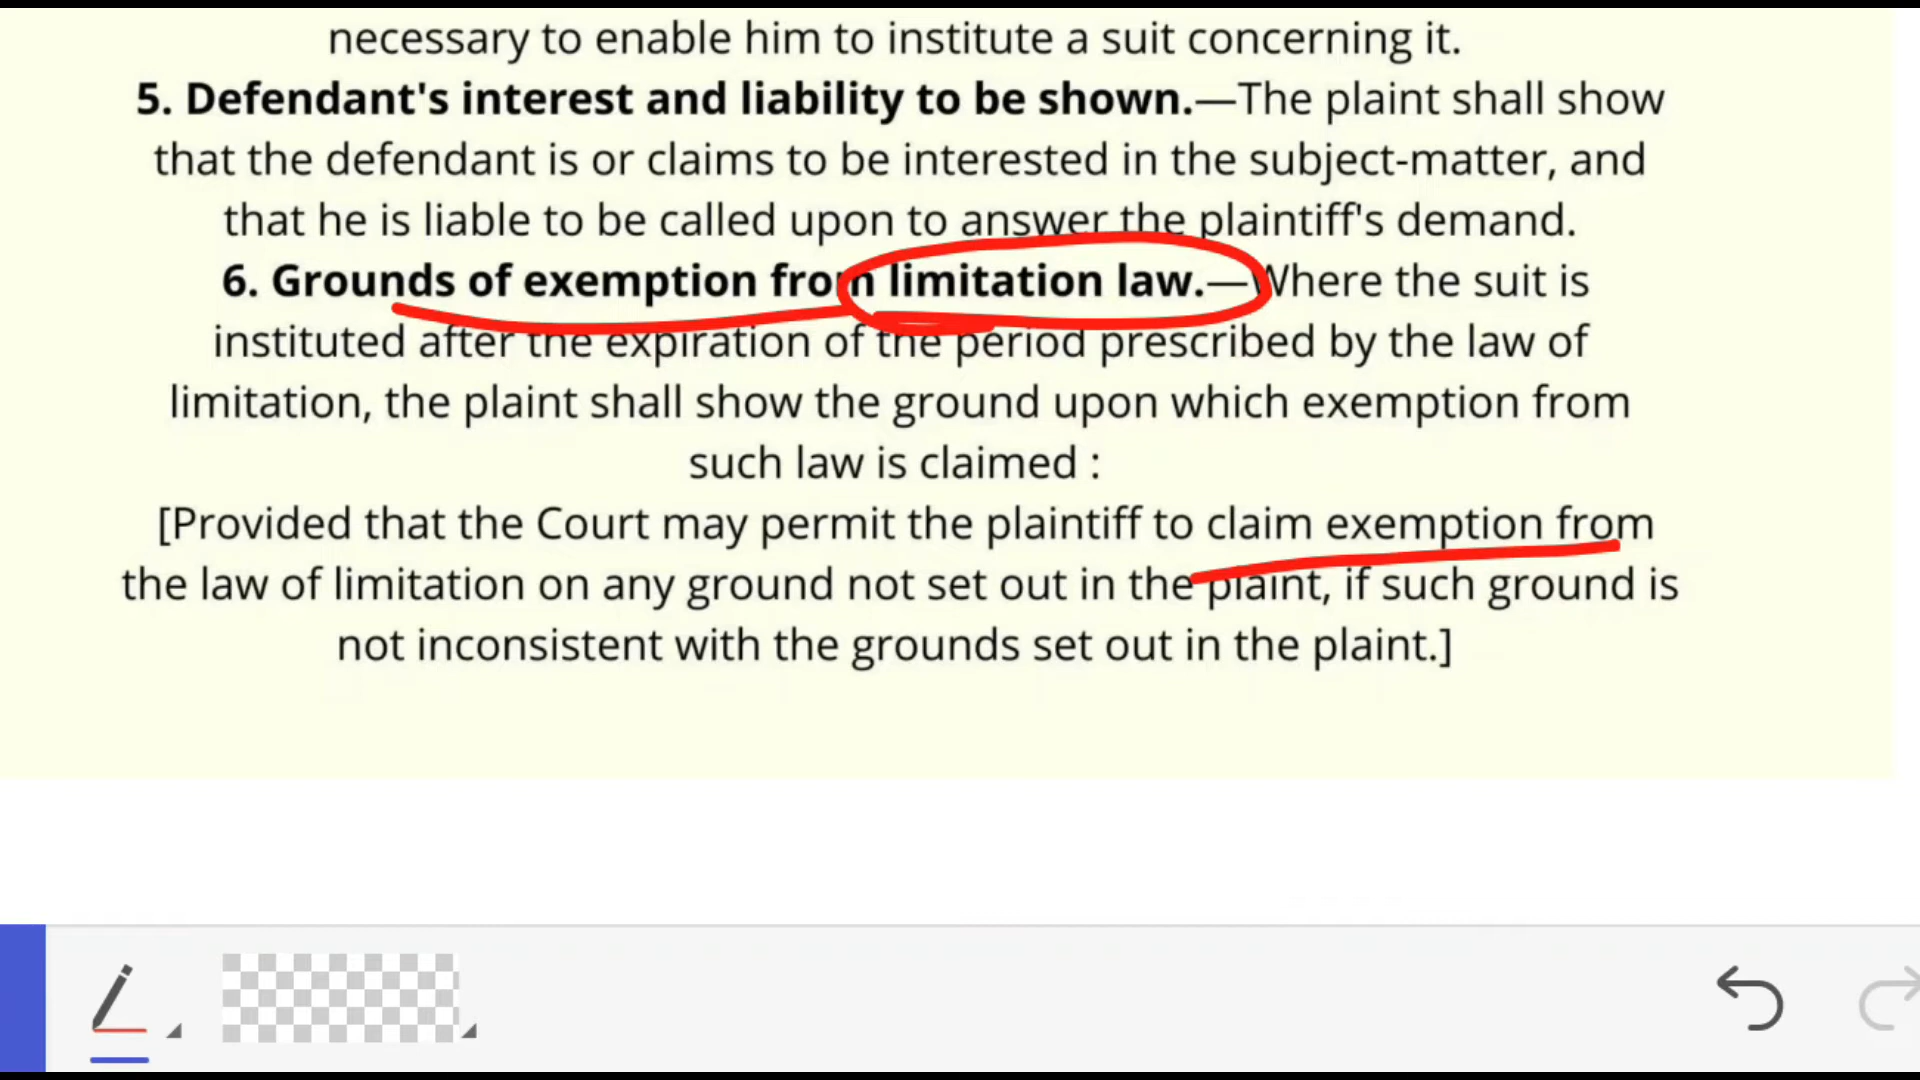 necessary to enable him to institute a suit concerning it.
5. Defendant's interest and liability to be shown.—The plaint shall show
that the defendant is or claims to be interested in the subject-matter, and
that he is liable to be called upon to answer the plaintiff's demand.
6. Grounds of exemption from limitation law.—Where the suit is
instituted after the expiration of the period prescribed by the law of
limitation, the plaint shall show the ground upon which exemption from
such law is claimed :
[Provided that the Court may permit the plaintiff to claim exemption from
the law of limitation on any ground not set out in the plaint, if such ground is
not inconsistent with the grounds set out in the plaint.]